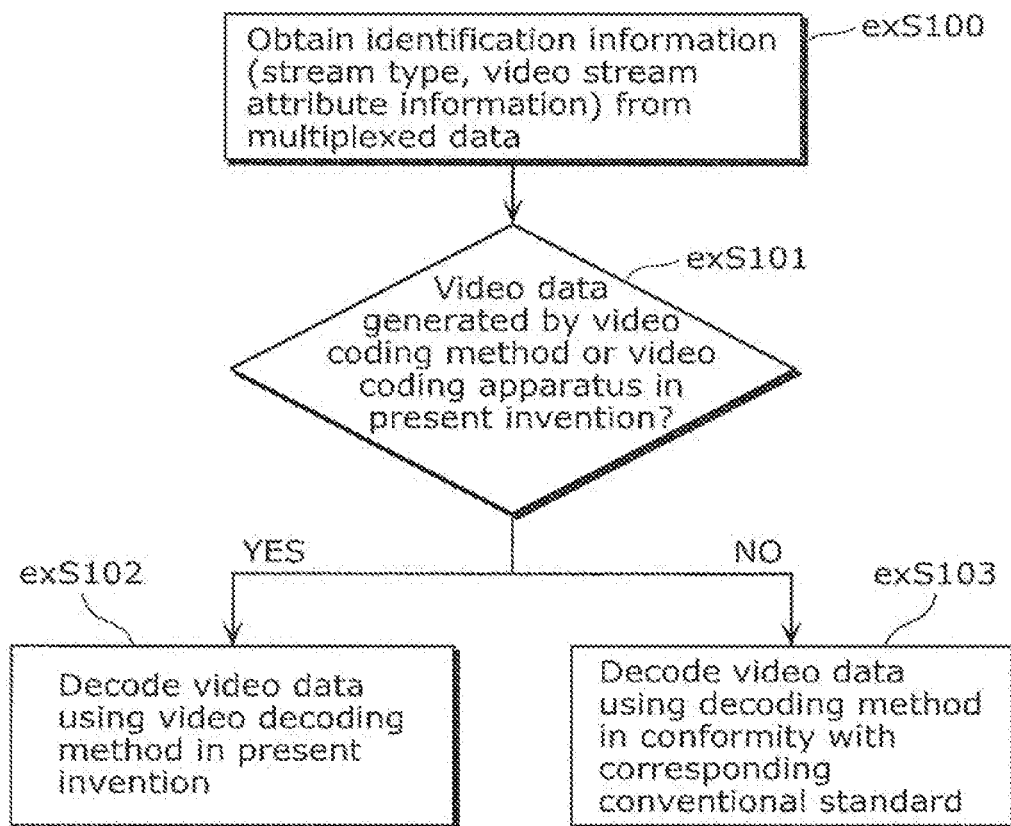 Obtain identification information
(stream type, video stream
attribute information) from
multiplexed data
exS100
exS101
Video data
generated by video
coding method or video
coding apparatus in
present invention?
YES
NO
exS102
exS103
Decode video data
using video decoding
method in present
invention
Decode video data
using decoding method
in conformity with
corresponding
conventional standard